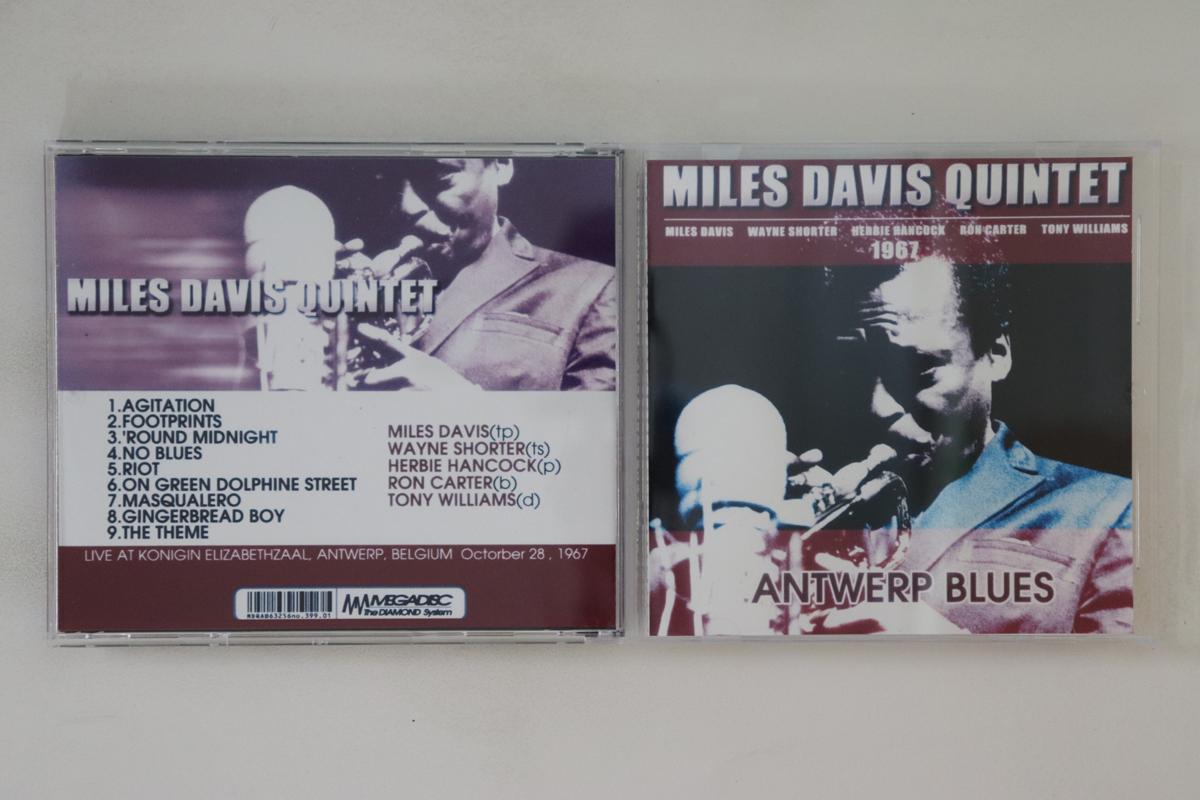 MILES DAVIS QUINTET
1.AGITATION
2.FOOTPRINTS
3.'ROUND MIDNIGHT
4.NO BLUES
5.RIOT
6.ON GREEN DOLPHINE STREET
7.MASQUALERO
8.GINGERBREAD BOY
9.THE THEME
MILES DAVIS(tp)
WAYNE SHORTER(ts)
HERBIE HANCOCK(p)
RON CARTER(b)
TONY WILLIAMS(d)
LIVE AT KONIGIN ELIZABETHZAAL, ANTWERP, BELGIUM Octorber 28 , 1967
MEGADISC
The DIAMOND System
MILES DAVIS QUINTET
MILES DAVIS WAYNE SHORTER HERBIE HANCOCK RON CARTER TONY WILLIAMS
1967
ANTWERP BLUES